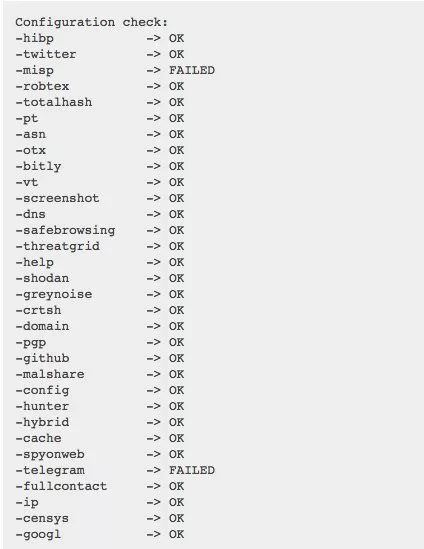 Configuration check:
-hibp -> OK
-twitter -> OK
-misp -> FAILED
-robtex -> OK
-totalhash -> OK
-pt -> OK
-asn -> OK
-otx -> OK
-bitly -> OK
-vt -> OK
-screenshot -> OK
-dns -> OK
-safebrowsing -> OK
-threatgrid -> OK
-help -> OK
-shodan -> OK
-greynoise -> OK
-crtsh -> OK
-domain -> OK
-pgp -> OK
-github -> OK
-malshare -> OK
-config -> OK
-hunter -> OK
-hybrid -> OK
-cache -> OK
-spyonweb -> OK
-telegram -> FAILED
-fullcontact -> OK
-ip -> OK
-censys -> OK
-googl -> OK